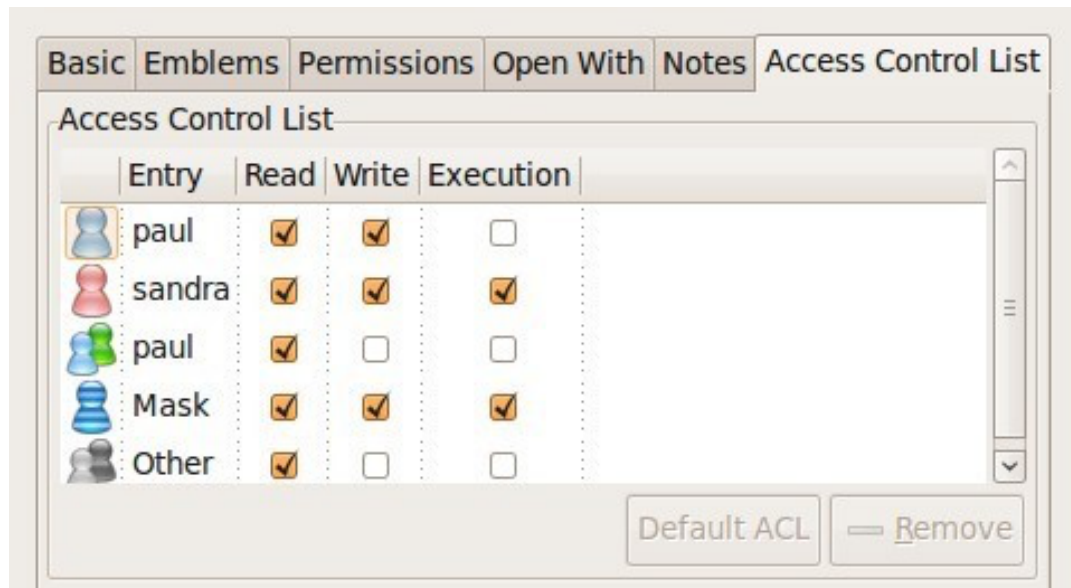 Basic Emblems Permissions Open With Notes Access Control List
Access Control List
Entry Read Write Execution
paul
sandra
paul
Mask
Other
Default ACL Remove